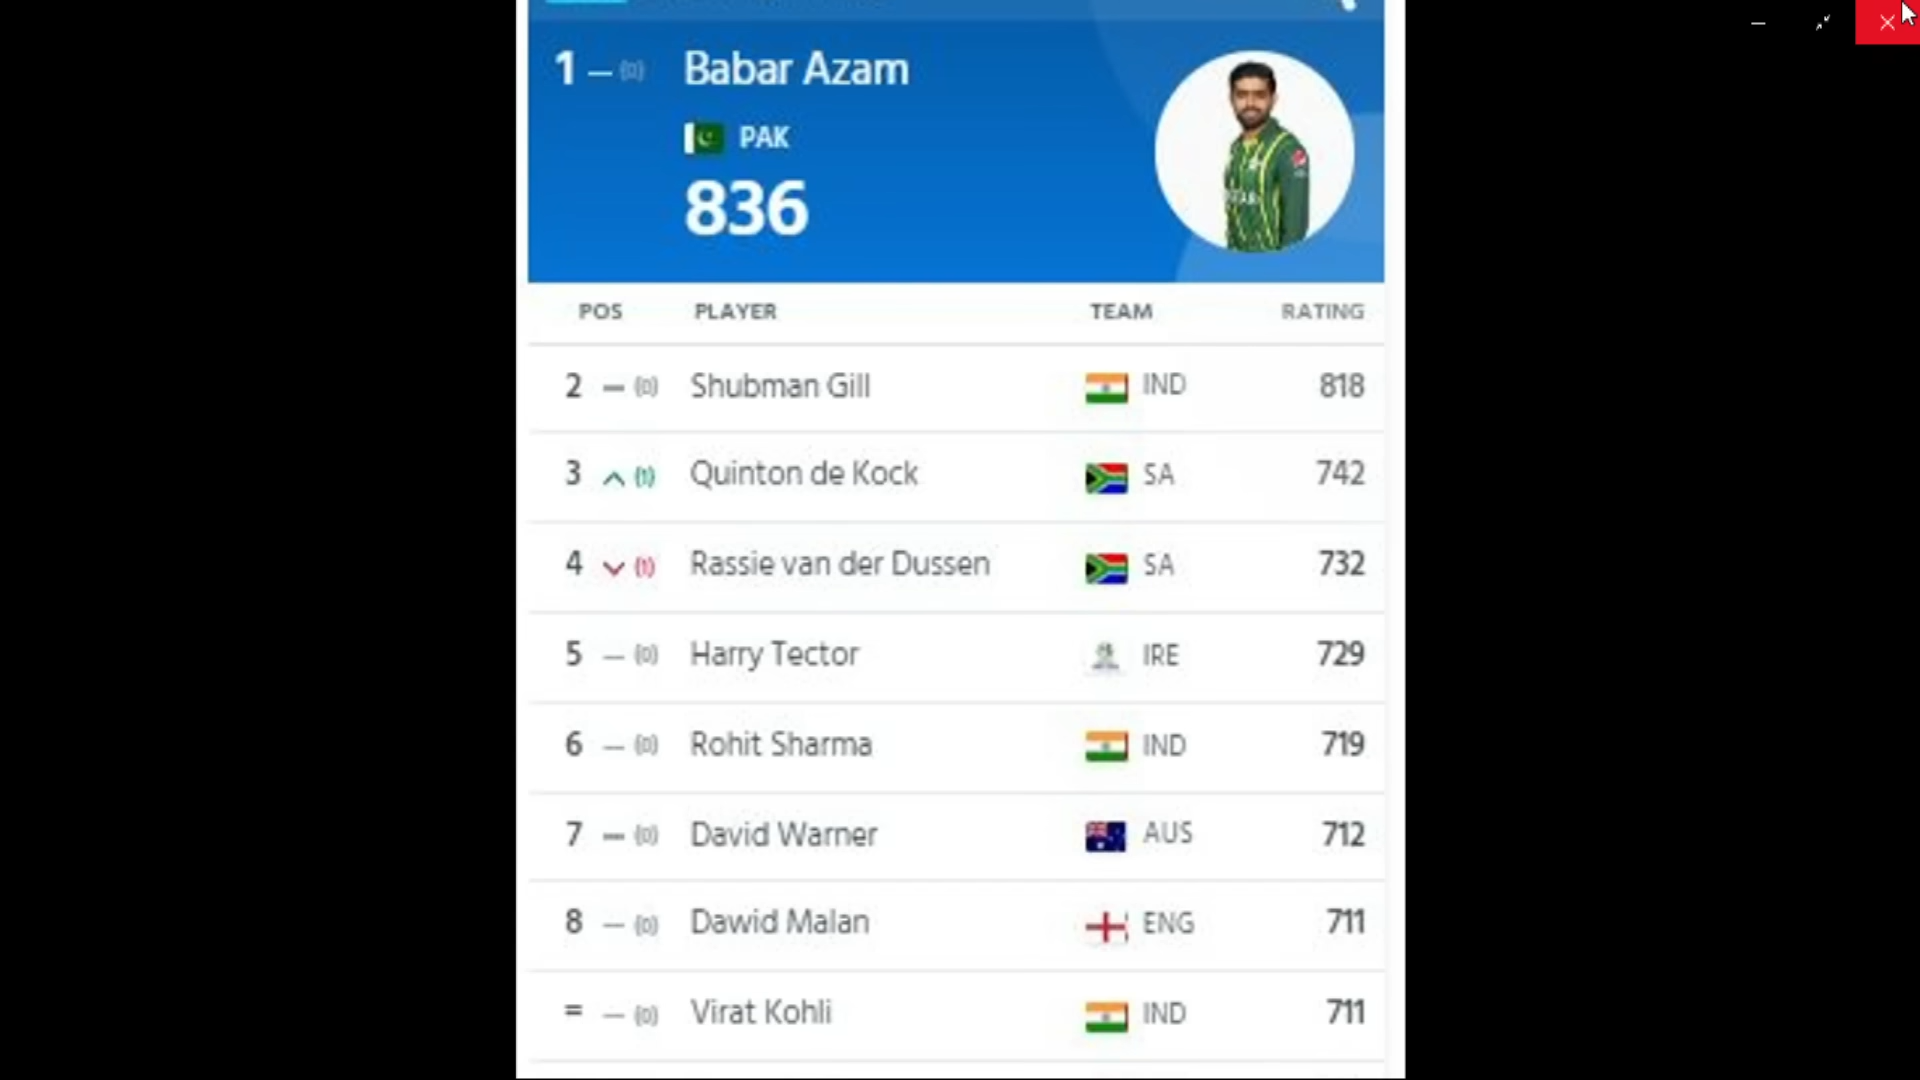 1 — (0) Babar Azam
PAK
836
POS PLAYER TEAM RATING
2 — (0) Shubman Gill IND 818
3 (1) Quinton de Kock SA 742
4 (1) Rassie van der Dussen SA 732
5 — (0) Harry Tector IRE 729
6 — (0) Rohit Sharma IND 719
7 — (0) David Warner AUS 712
8 — (0) Dawid Malan ENG 711
= — (0) Virat Kohli IND 711